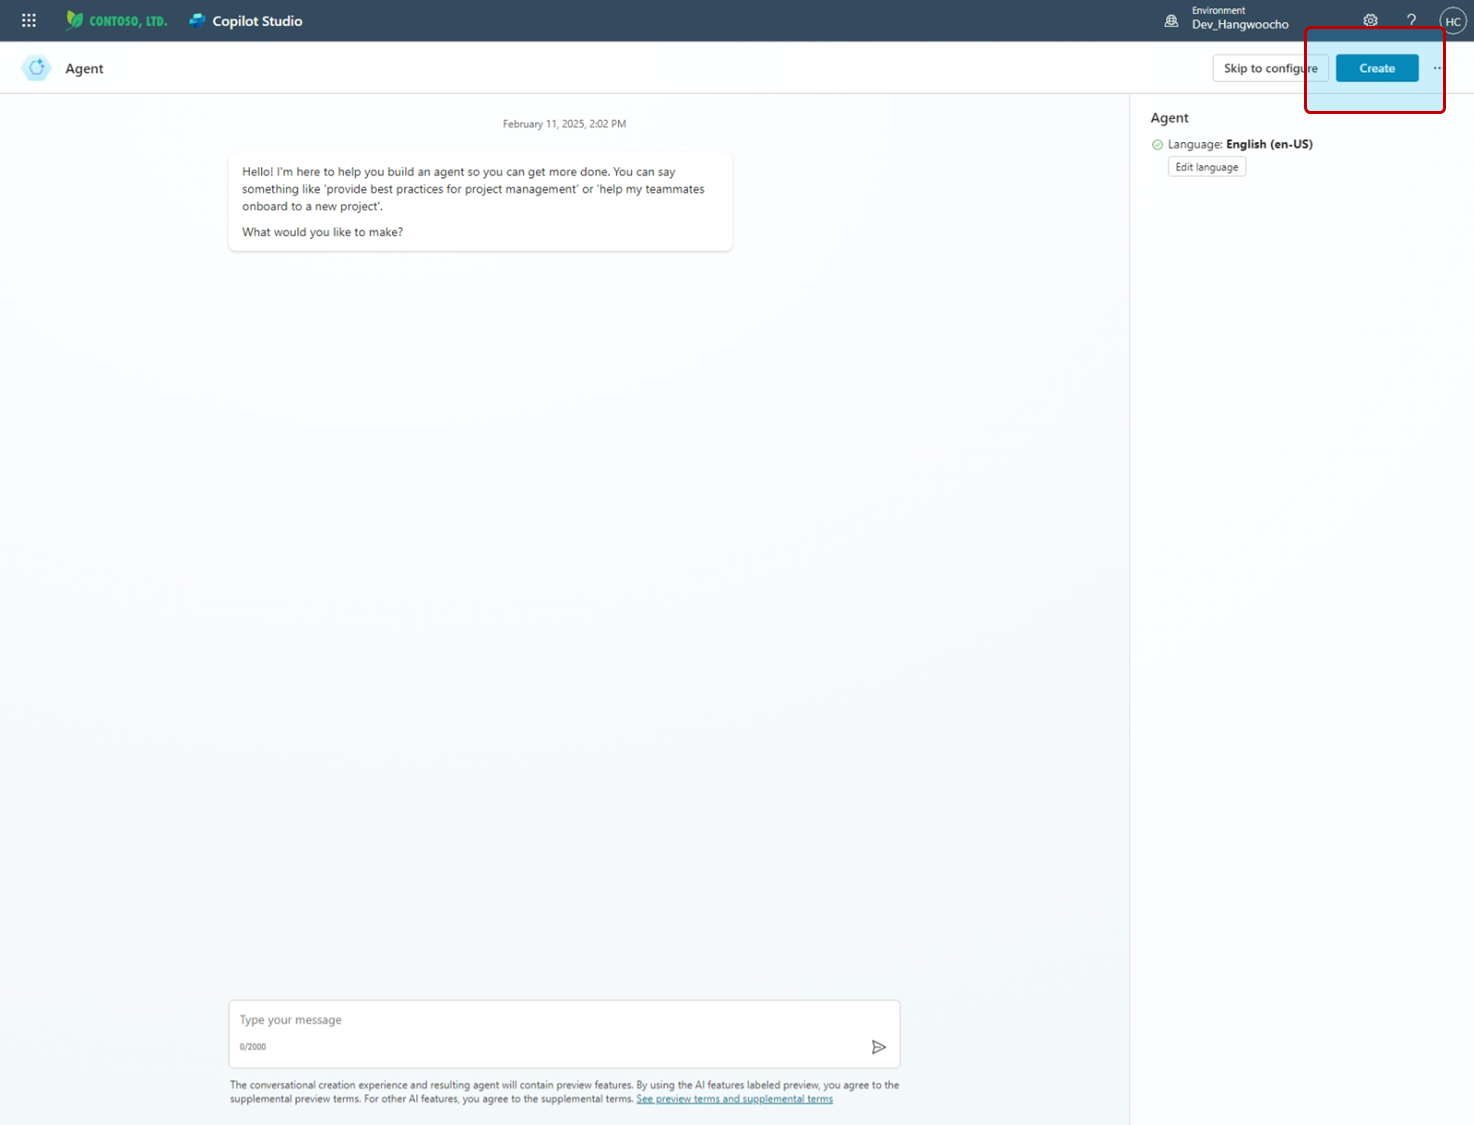 CONTOSO, LTD.
Copilot Studio
Environment
Dev_Hangwoocho
?
HC
Agent
Skip to configure
Create
...
February 11, 2025, 2:02 PM
Hello! I'm here to help you build an agent so you can get more done. You can say
something like 'provide best practices for project management' or 'help my teammates
onboard to a new project'.
What would you like to make?
Agent
Language: English (en-US)
Edit language
Type your message
0/2000
The conversational creation experience and resulting agent will contain preview features. By using the AI features labeled preview, you agree to the
supplemental preview terms. For other AI features, you agree to the supplemental terms. See preview terms and supplemental terms